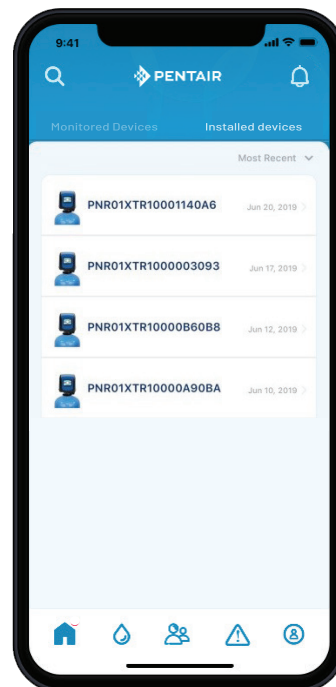 9:41
PENTAIR
Monitored Devices Installed devices
Most Recent
PNR01XTR10001140A6 Jun 20, 2019
PNR01XTR1000003093 Jun 17, 2019
PNR01XTR10000B60B8 Jun 12, 2019
PNR01XTR10000A90BA Jun 10, 2019